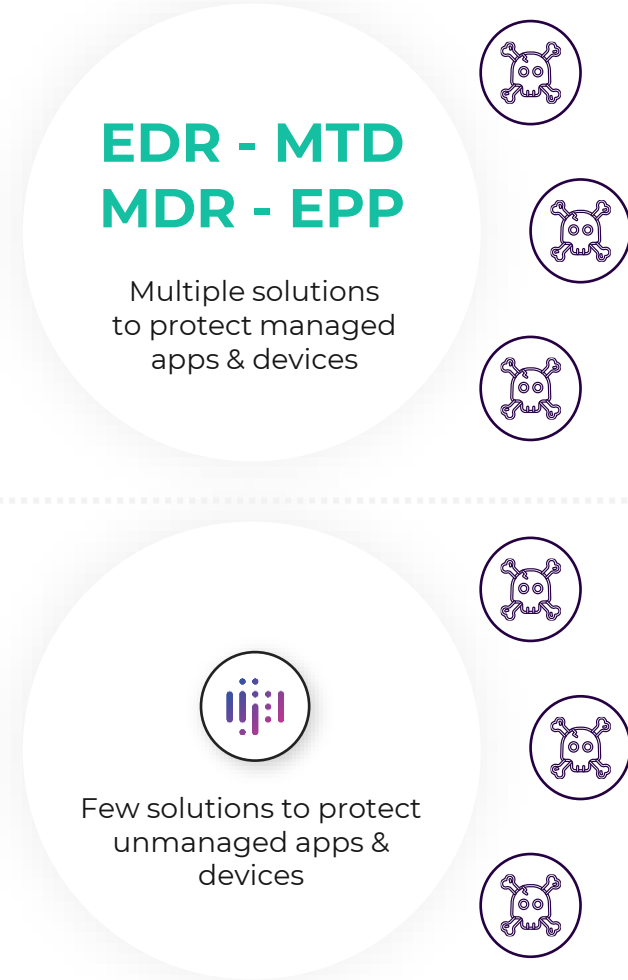 EDR - MTD
MDR - EPP
Multiple solutions
to protect managed
apps & devices
Few solutions to protect
unmanaged apps &
devices